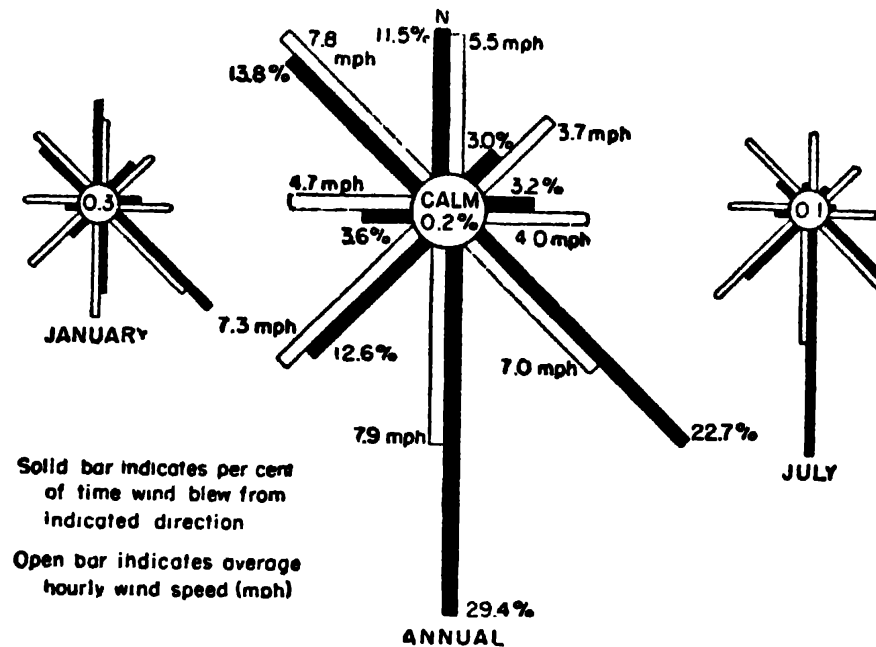 N
11.5%
5.5 mph
7.8
mph
13.8%
3.0%
3.7 mph
4.7 mph
CALM
0.2%
3.2%
3.6%
4.0 mph
0.3
JANUARY
7.3 mph
12.6%
7.0 mph
7.9 mph
22.7%
0.1
JULY
Solid bar indicates per cent
of time wind blew from
indicated direction
Open bar indicates average
hourly wind speed (mph)
29.4%
ANNUAL